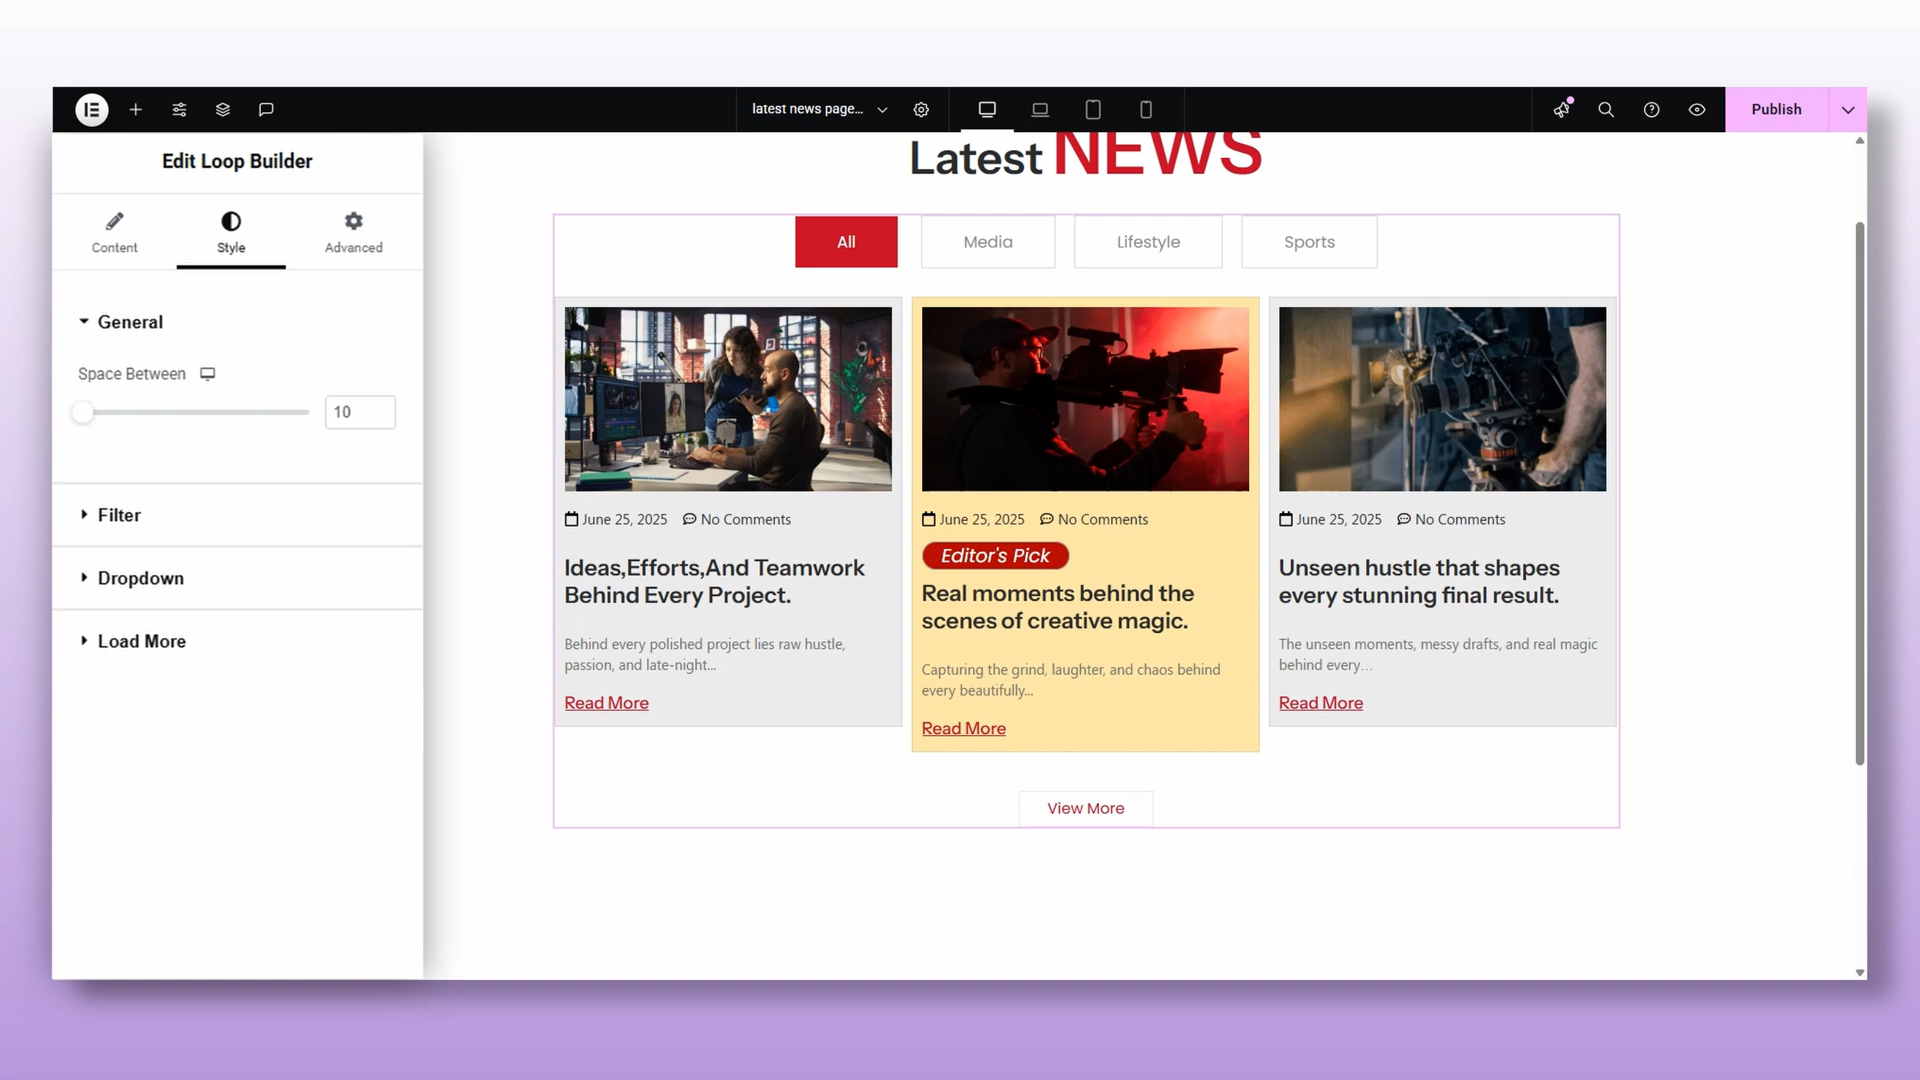 latest news page...
Publish
Edit Loop Builder
Content
Style
Advanced
General
Space Between
10
Filter
Dropdown
Load More
Latest NEWS
All
Media
Lifestyle
Sports
June 25, 2025
No Comments
Ideas,Efforts,And Teamwork
Behind Every Project.
Behind every polished project lies raw hustle,
passion, and late-night...
Read More
June 25, 2025
No Comments
Editor's Pick
Real moments behind the
scenes of creative magic.
Capturing the grind, laughter, and chaos behind
every beautifully...
Read More
June 25, 2025
No Comments
Unseen hustle that shapes
every stunning final result.
The unseen moments, messy drafts, and real magic
behind every…
Read More
View More